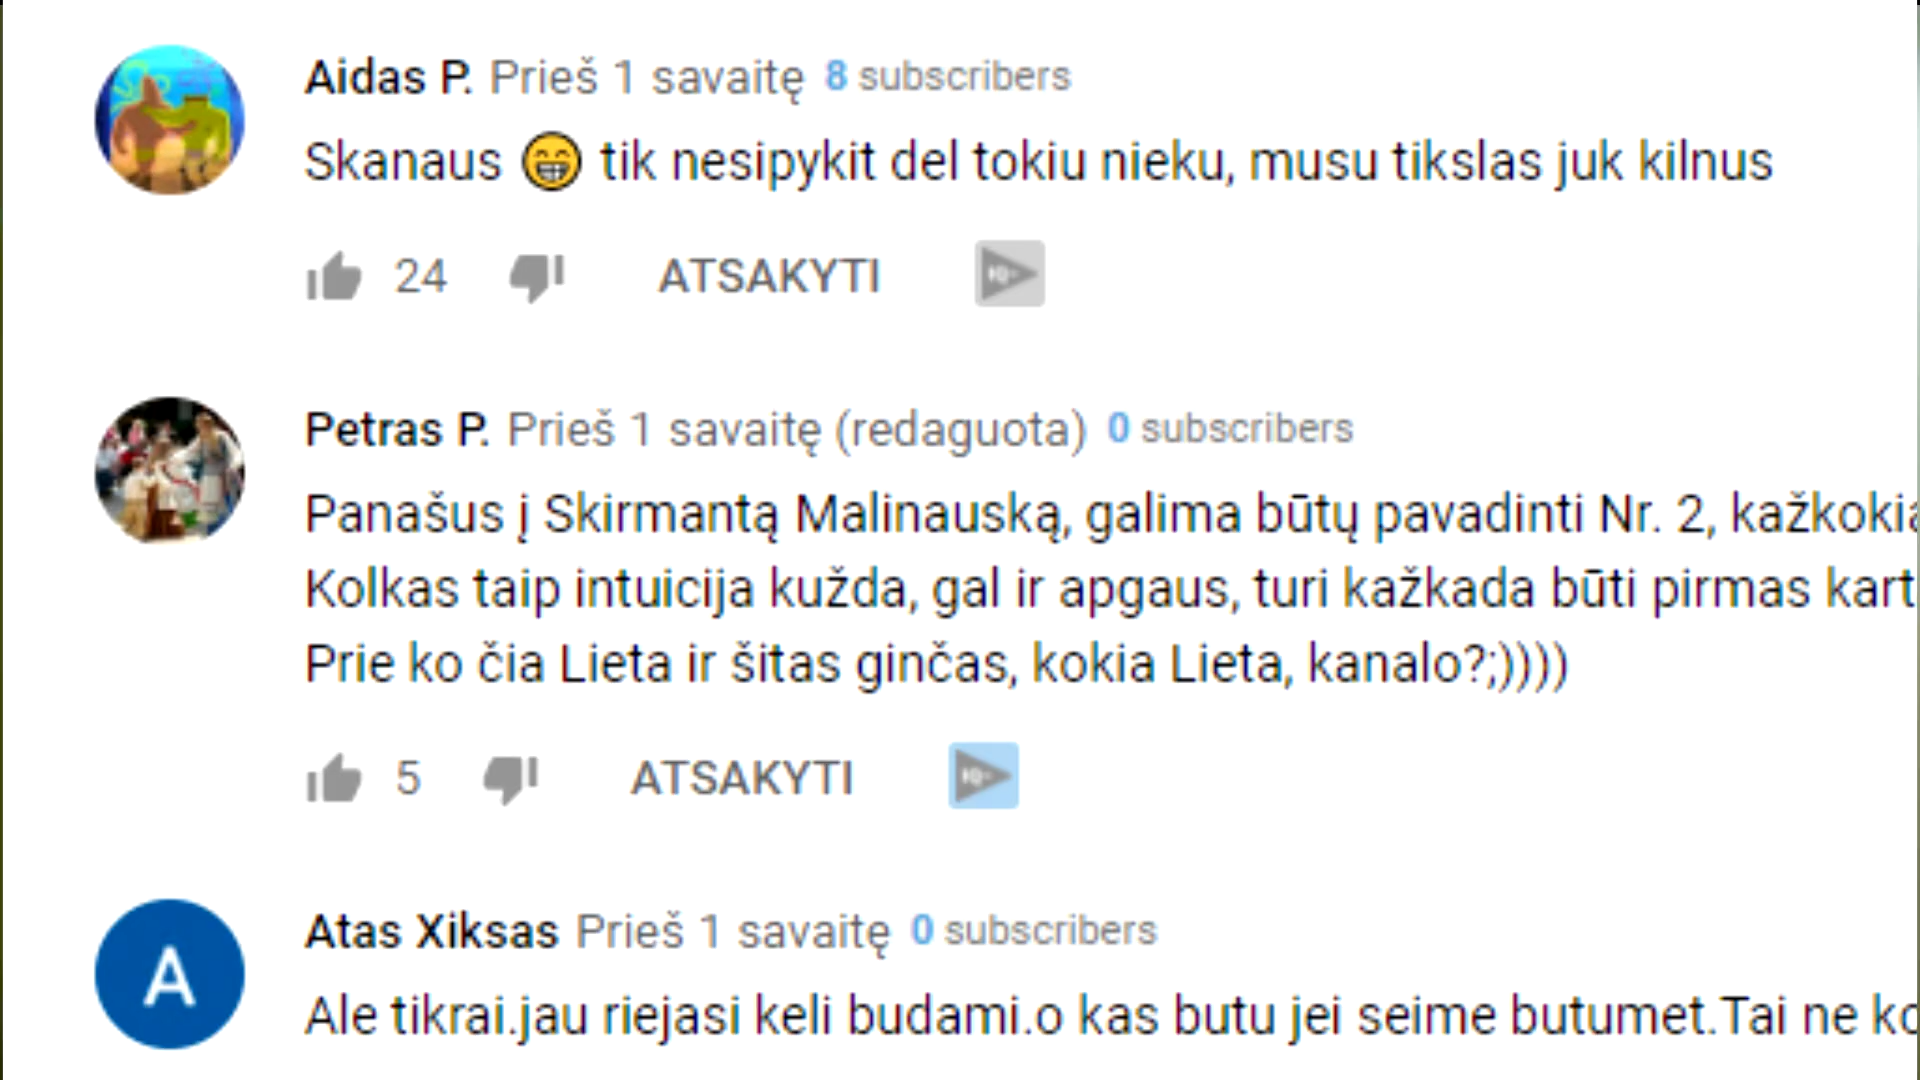 Aidas P. Prieš 1 savaitę 8 subscribers
Skanaus 😁 tik nesipykit del tokiu nieku, musu tikslas juk kilnus
24 ATSAKYTI
Petras P. Prieš 1 savaitę (redaguota) 0 subscribers
Panašus į Skirmantą Malinauską, galima būtų pavadinti Nr. 2,
Kolkas taip intuicija kužda, gal ir apgaus, turi kažkada būti pirmas
Prie ko čia Lieta ir šitas ginčas, kokia Lieta, kanalo?;))))
5 ATSAKYTI
A
Atas Xiksas Prieš 1 savaitę 0 subscribers
Ale tikrai.jau riejasi keli budami.o kas butu jei seime butumet.Tai ne